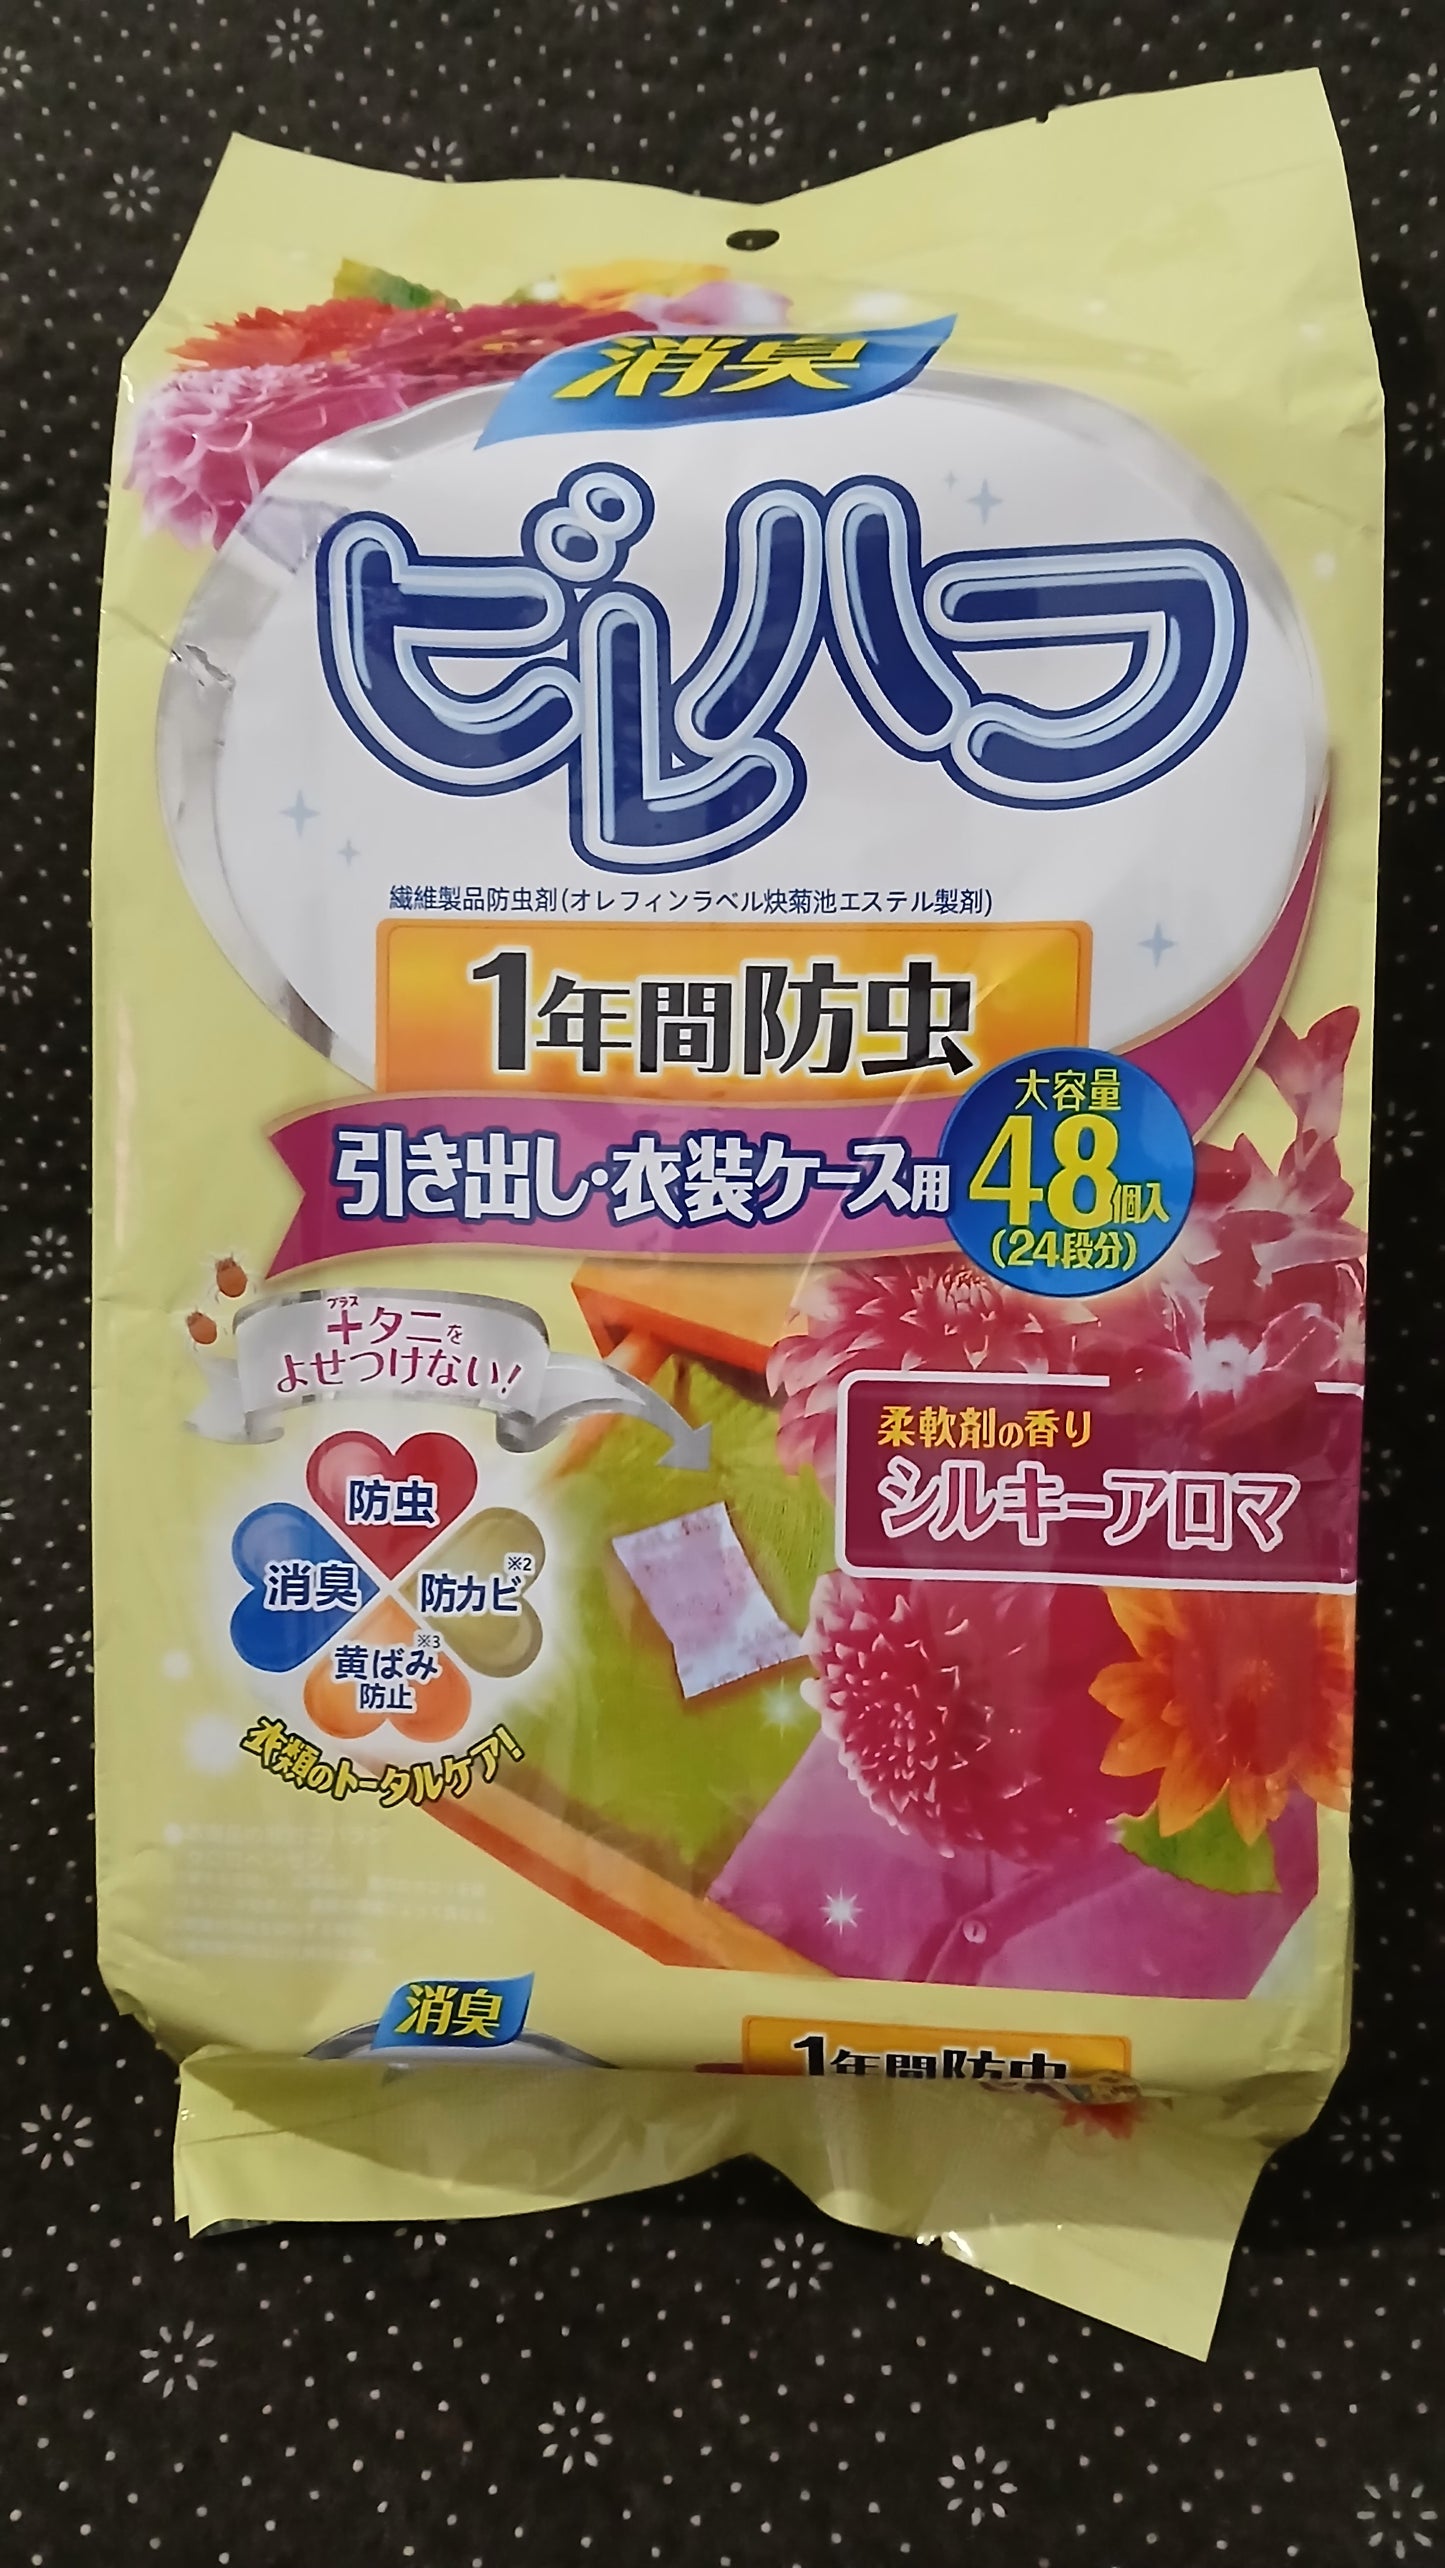 消臭
ビレハラ
繊維製品防虫剤(オレフィンラベル炔菊池エステル製剤)
1年間防虫
引き出し・衣装ケース用
大容量
48個入
(24段分)
プラス
+タニを
よせつけない!
防虫
消臭
防カビ※2
黄ばみ※3
防止
衣類のトータルケア!
柔軟剤の香り
シルキーアロマ
消臭
1年間防虫